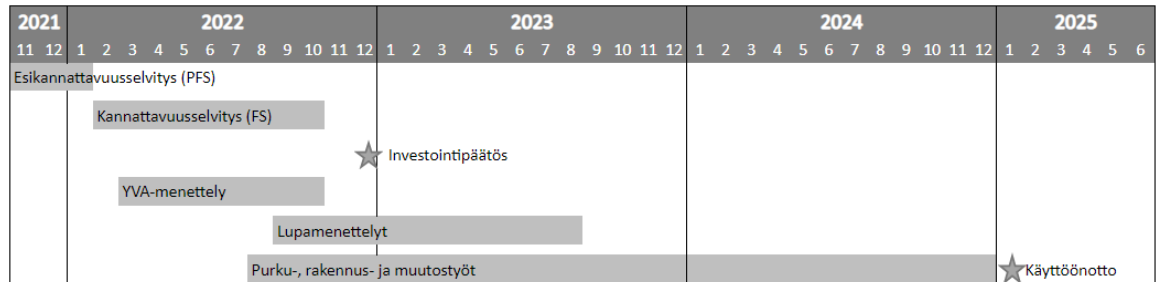 2021 2022 2023 2024 2025
11 12 1 2 3 4 5 6 7 8 9 10 11 12 1 2 3 4 5 6 7 8 9 10 11 12 1 2 3 4 5 6 7 8 9 10 11 12 1 2 3 4 5 6
Esikannattavuusselvitys (PFS)
Kannattavuusselvitys (FS)
Investointipäätös
YVA-menettely
Lupamenettelyt
Purku-, rakennus- ja muutostyöt Käyttöönotto